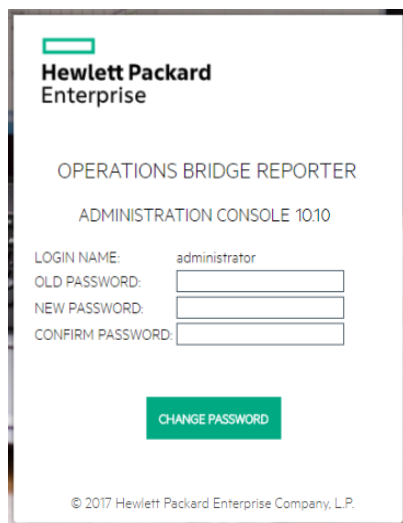 Hewlett Packard
Enterprise
OPERATIONS BRIDGE REPORTER
ADMINISTRATION CONSOLE 10.10
LOGIN NAME: administrator
OLD PASSWORD:
NEW PASSWORD:
CONFIRM PASSWORD:
CHANGE PASSWORD
© 2017 Hewlett Packard Enterprise Company, L.P.